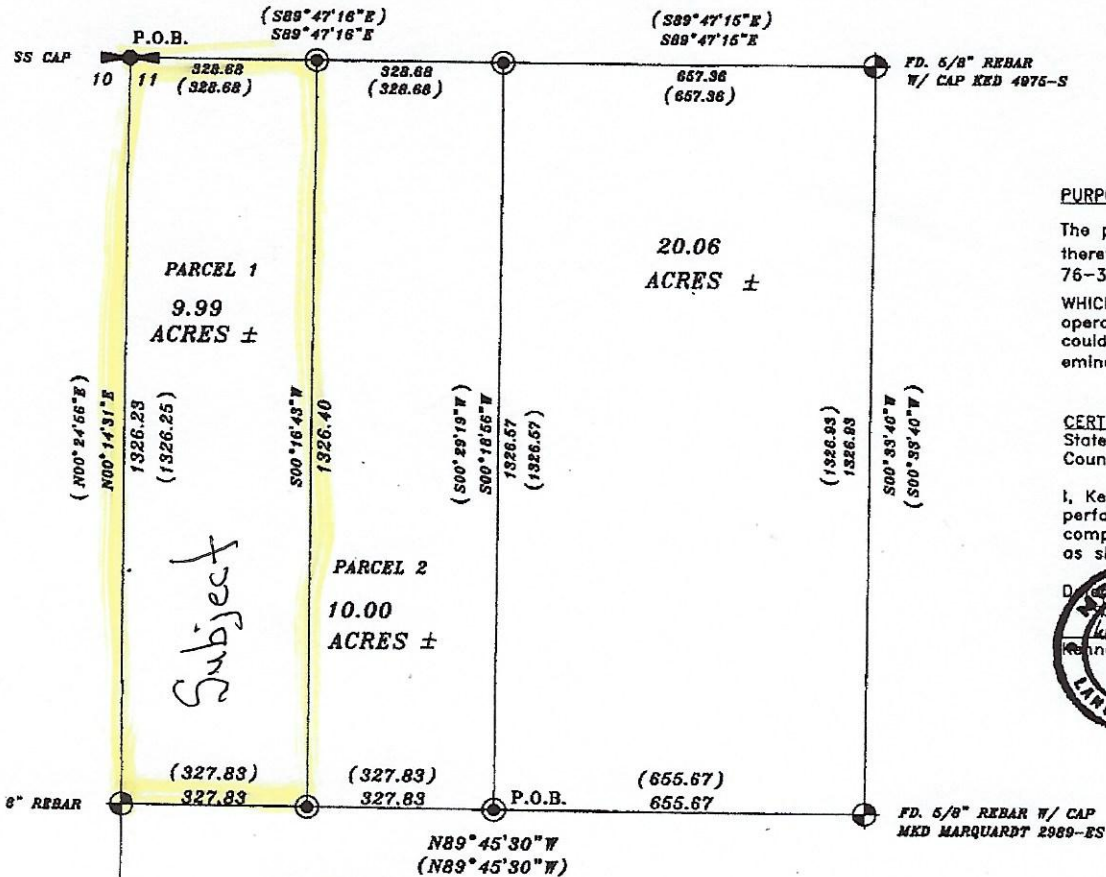 (S89°47'16"E)
S89°47'16"E
(S89°47'15"E)
S89°47'15"E
P.O.B.
SS CAP
10 11
328.68
(328.68)
328.68
(328.68)
657.36
(657.36)
FD. 5/8" REBAR
W/ CAP KED 4975-S
PARCEL 1
9.99
ACRES ±
20.06
ACRES ±
(N00°24'56"E)
N00°14'31"E
1326.23
(1326.25)
S00°16'43"W
1326.40
(S00°29'19"W)
S00°18'56"W
1326.57
(1326.57)
(1326.93)
1326.93
S00°33'40"W
(S00°33'40"W)
Subject
PARCEL 2
10.00
ACRES ±
(327.83)
327.83
(327.83)
327.83
P.O.B.
(655.67)
655.67
8" REBAR
FD. 5/8" REBAR W/ CAP
MKD MARQUARDT 2989-ES
N89°45'30"W
(N89°45'30"W)
PURP
The p
there
76-3
WHICH
opera
could
emin
CERT
State
Coun
I, Ke
perfo
comp
as s